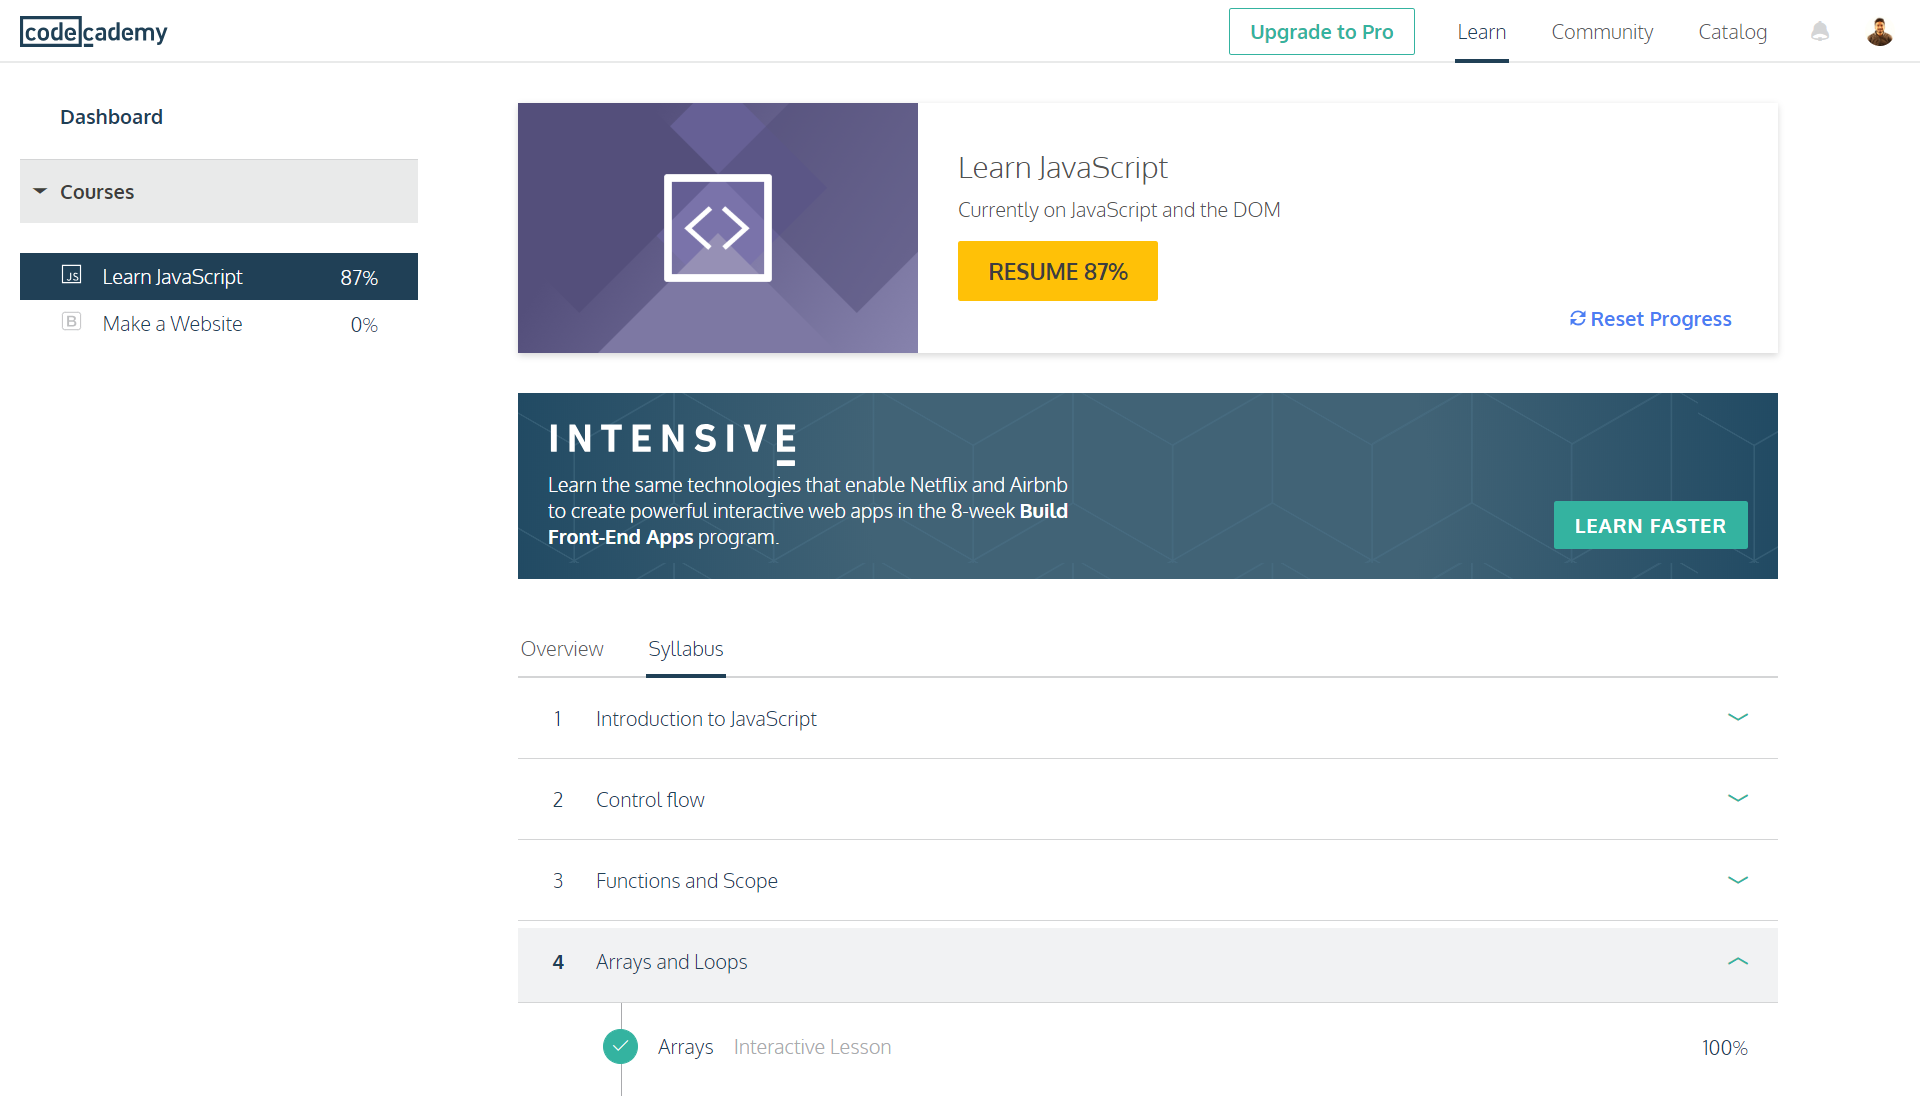 codecademy
Upgrade to Pro
Learn
Community
Catalog
Dashboard
Courses
JS Learn JavaScript 87%
B Make a Website 0%
Learn JavaScript
Currently on JavaScript and the DOM
RESUME 87%
Reset Progress
INTENSIVE
Learn the same technologies that enable Netflix and Airbnb
to create powerful interactive web apps in the 8-week Build
Front-End Apps program.
LEARN FASTER
Overview Syllabus
1 Introduction to JavaScript
2 Control flow
3 Functions and Scope
4 Arrays and Loops
Arrays Interactive Lesson 100%